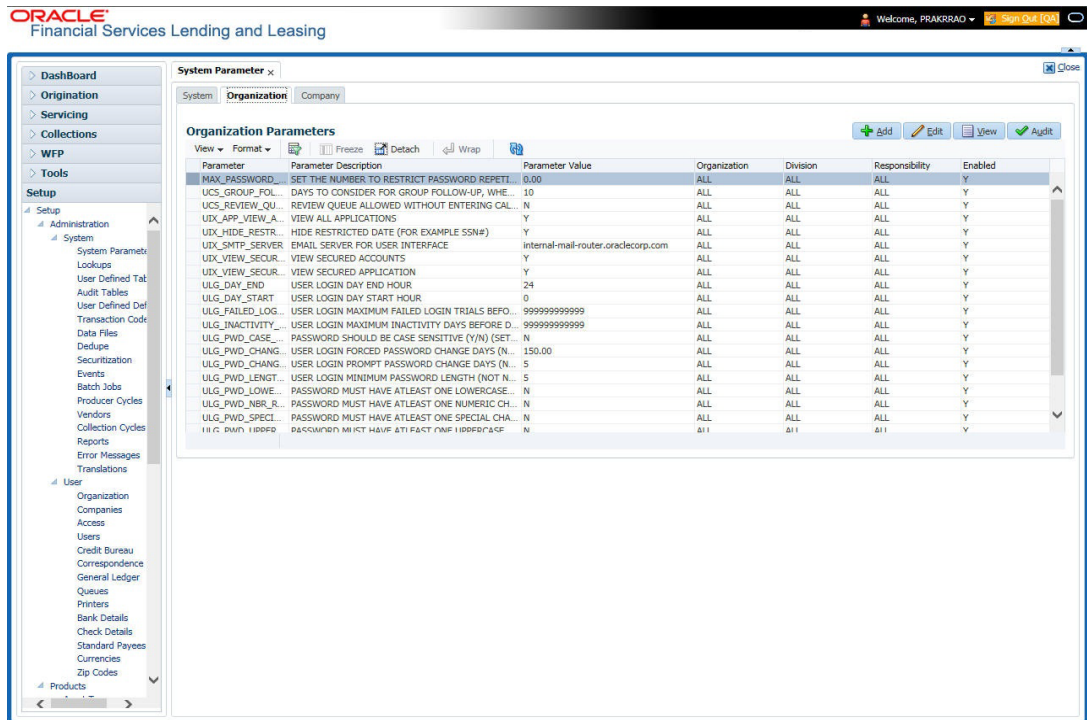 ORACLE
Financial Services Lending and Leasing
Welcome, PRAKRRAO
Sign Out [QA]
Close
DashBoard
Origination
Servicing
Collections
WFP
Tools
Setup
Setup
Administration
System
System Paramete
Lookups
User Defined Tab
Audit Tables
User Defined Def
Transaction Code
Data Files
Dedupe
Securitization
Events
Batch Jobs
Producer Cycles
Vendors
Collection Cycles
Reports
Error Messages
Translations
User
Organization
Companies
Access
Users
Credit Bureau
Correspondence
General Ledger
Queues
Printers
Bank Details
Check Details
Standard Payees
Currencies
Zip Codes
Products
System Parameter x
System Organization Company
Organization Parameters
Add Edit View Audit
View Format Freeze Detach Wrap
Parameter Parameter Description Parameter Value Organization Division Responsibility Enabled
MAX_PASSWORD_... SET THE NUMBER TO RESTRICT PASSWORD REPETI... 0.00 ALL ALL ALL Y
UCS_GROUP_FOL... DAYS TO CONSIDER FOR GROUP FOLLOW-UP, WHE... 10 ALL ALL ALL Y
UCS_REVIEW_QU... REVIEW QUEUE ALLOWED WITHOUT ENTERING CAL... N ALL ALL ALL Y
UIX_APP_VIEW_A... VIEW ALL APPLICATIONS Y ALL ALL ALL Y
UIX_HIDE_RESTR... HIDE RESTRICTED DATE (FOR EXAMPLE SSN#) Y ALL ALL ALL Y
UIX_SMTP_SERVER EMAIL SERVER FOR USER INTERFACE internal-mail-router.oraclecorp.com ALL ALL ALL Y
UIX_VIEW_SECUR... VIEW SECURED ACCOUNTS Y ALL ALL ALL Y
UIX_VIEW_SECUR... VIEW SECURED APPLICATION Y ALL ALL ALL Y
ULG_DAY_END USER LOGIN DAY END HOUR 24 ALL ALL ALL Y
ULG_DAY_START USER LOGIN DAY START HOUR 0 ALL ALL ALL Y
ULG_FAILED_LOG... USER LOGIN MAXIMUM FAILED LOGIN TRIALS BEFO... 999999999999 ALL ALL ALL Y
ULG_INACTIVITY_... USER LOGIN MAXIMUM INACTIVITY DAYS BEFORE D... 999999999999 ALL ALL ALL Y
ULG_PWD_CASE_... PASSWORD SHOULD BE CASE SENSITIVE (Y/N) (SET... N ALL ALL ALL Y
ULG_PWD_CHANG... USER LOGIN FORCED PASSWORD CHANGE DAYS (N... 150.00 ALL ALL ALL Y
ULG_PWD_CHANG... USER LOGIN PROMPT PASSWORD CHANGE DAYS (N... 5 ALL ALL ALL Y
ULG_PWD_LENGT... USER LOGIN MINIMUM PASSWORD LENGTH (NOT N... 5 ALL ALL ALL Y
ULG_PWD_LOWE... PASSWORD MUST HAVE ATLEAST ONE LOWERCASE... N ALL ALL ALL Y
ULG_PWD_NBR_R... PASSWORD MUST HAVE ATLEAST ONE NUMERIC CH... N ALL ALL ALL Y
ULG_PWD_SPECI... PASSWORD MUST HAVE ATLEAST ONE SPECIAL CHA... N ALL ALL ALL Y
ULG_PWD_UPPER... PASSWORD MUST HAVE ATLEAST ONE UPPERCASE... N ALL ALL ALL Y